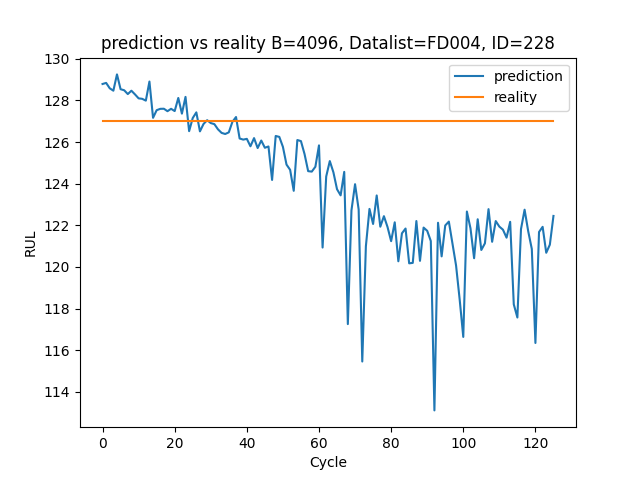 prediction vs reality B=4096, Datalist=FD004, ID=228
prediction
reality
130
128
126
124
122
120
118
116
114
RUL
0 20 40 60 80 100 120
Cycle